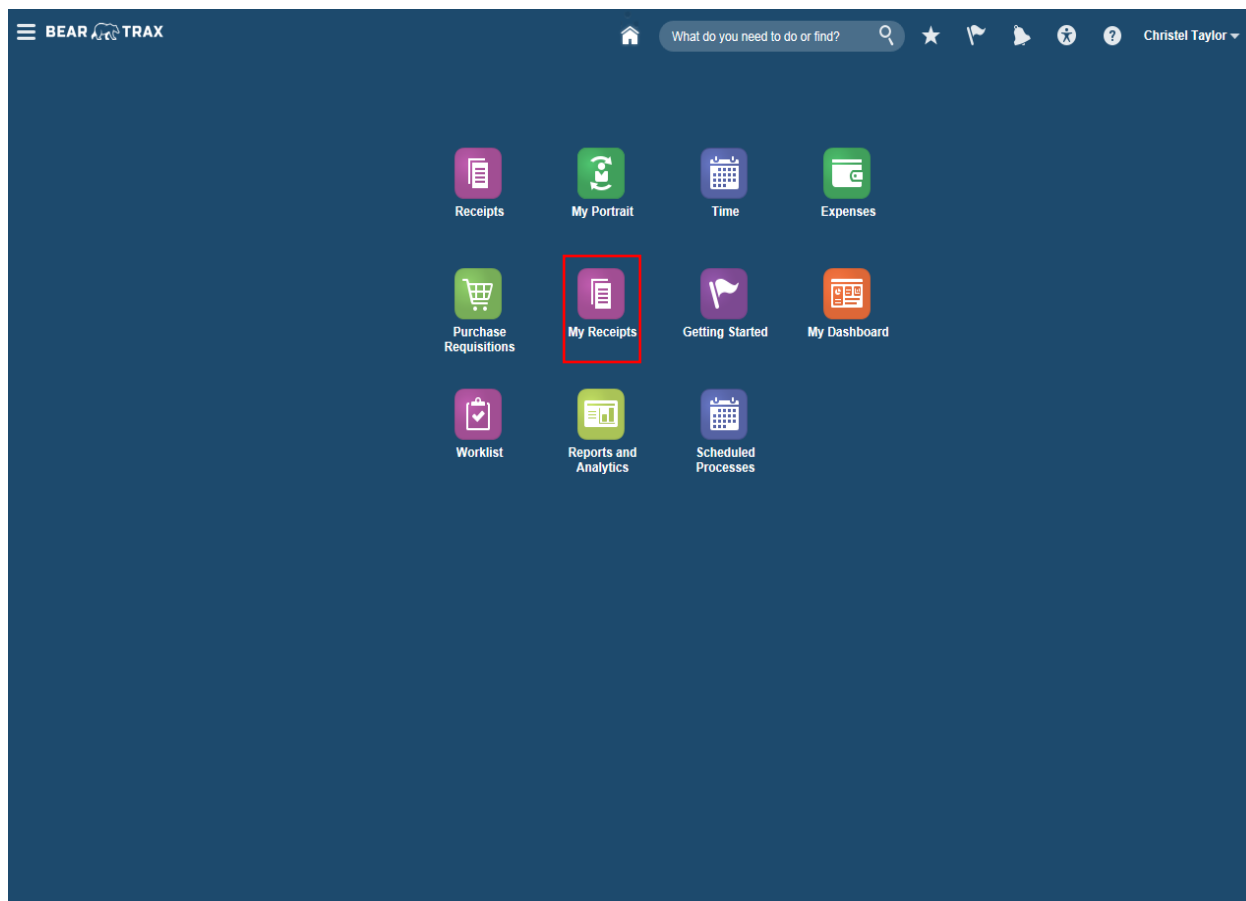 BEAR TRAX
What do you need to do or find?
Christel Taylor
Receipts
My Portrait
Time
Expenses
Purchase
Requisitions
My Receipts
Getting Started
My Dashboard
Worklist
Reports and
Analytics
Scheduled
Processes